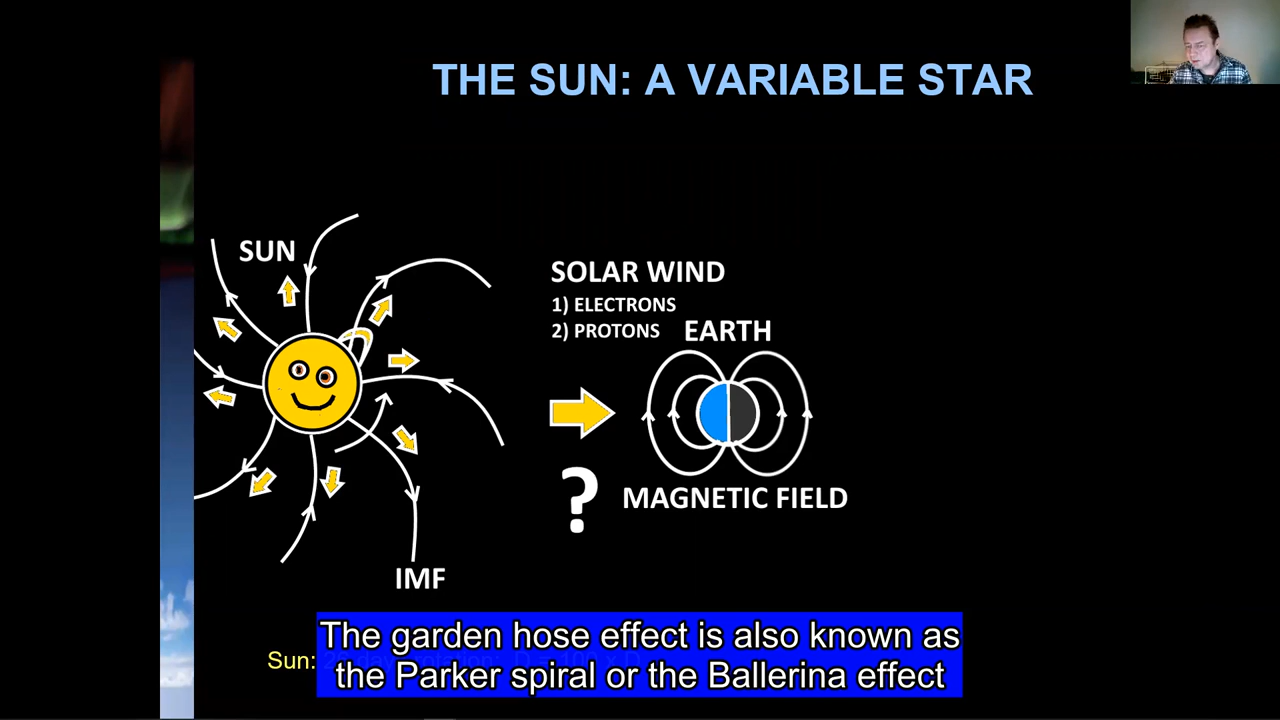 THE SUN: A VARIABLE STAR
SUN
SOLAR WIND
1) ELECTRONS
2) PROTONS
EARTH
?
MAGNETIC FIELD
IMF
The garden hose effect is also known as
the Parker spiral or the Ballerina effect
Sun: